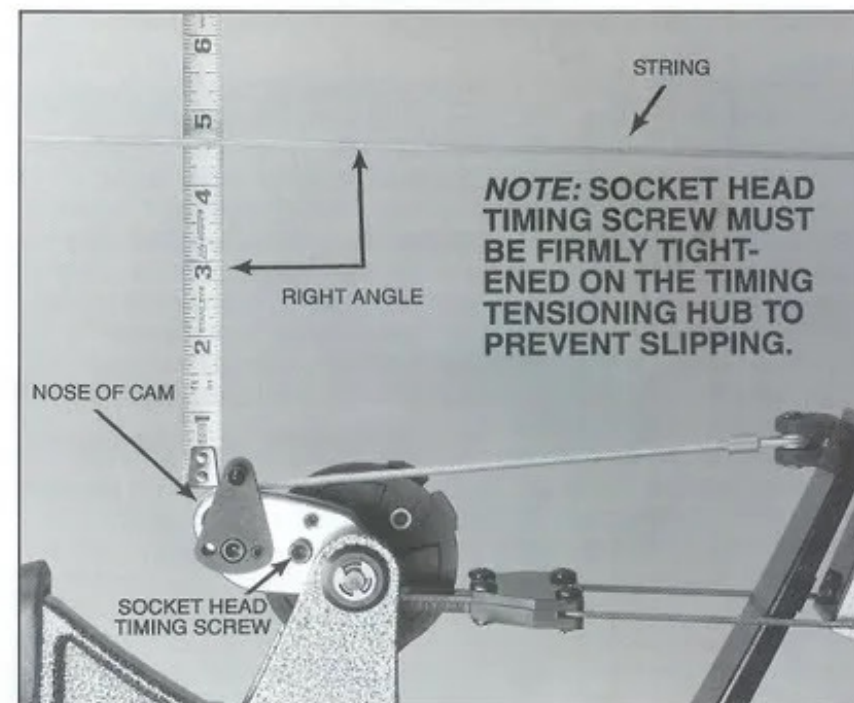 6
STRING
5
NOTE: SOCKET HEAD
TIMING SCREW MUST
BE FIRMLY TIGHT-
ENED ON THE TIMING
TENSIONING HUB TO
PREVENT SLIPPING.
4
3
RIGHT ANGLE
2
NOSE OF CAM
1
SOCKET HEAD
TIMING SCREW